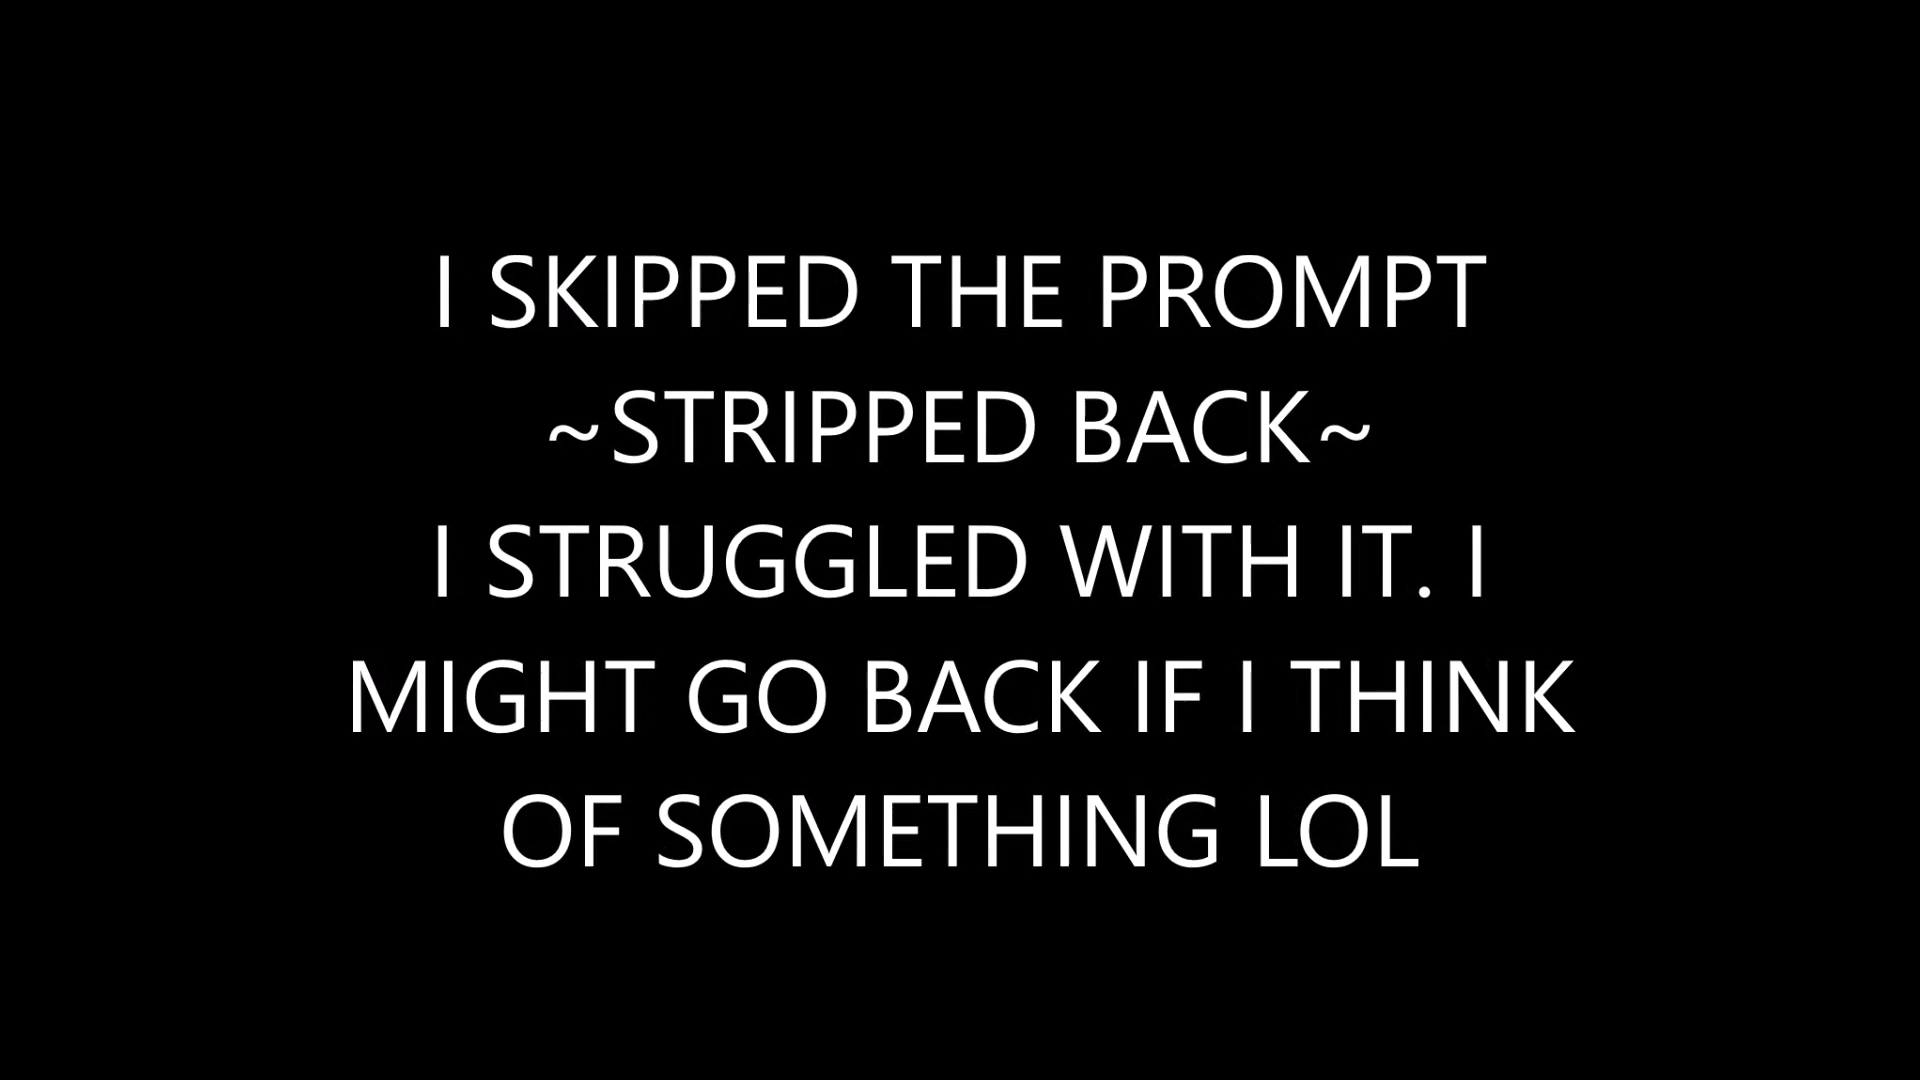 I SKIPPED THE PROMPT
~STRIPPED BACK~
I STRUGGLED WITH IT. I
MIGHT GO BACK IF I THINK
OF SOMETHING LOL